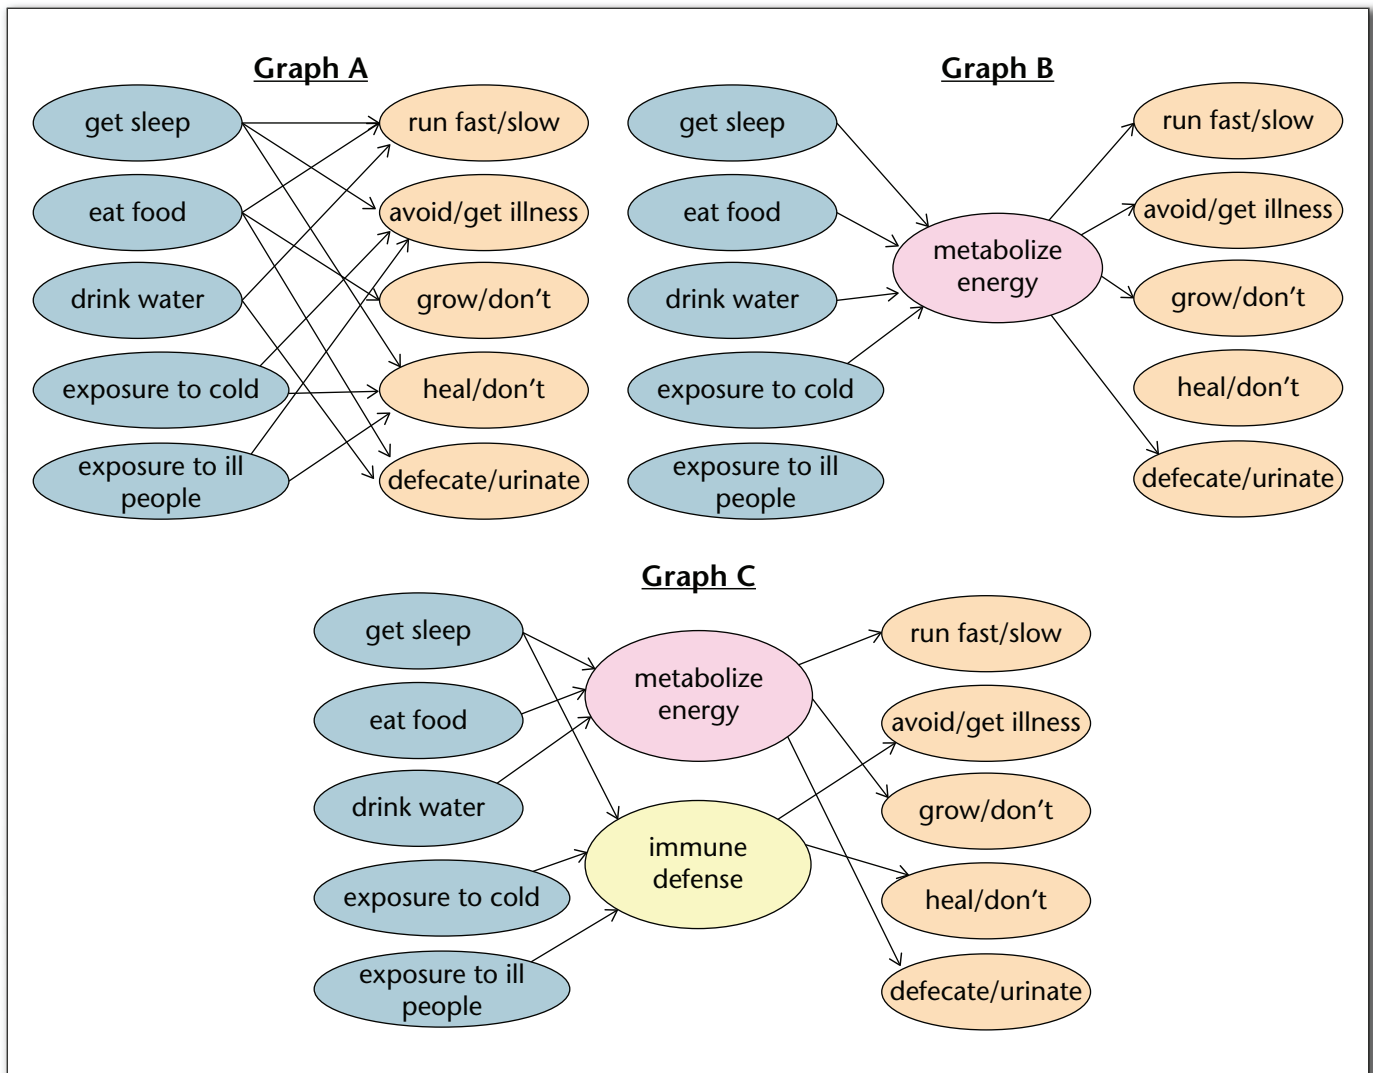 Graph A
get sleep
eat food
drink water
exposure to cold
exposure to ill
people
run fast/slow
avoid/get illness
grow/don't
heal/don't
defecate/urinate
Graph B
get sleep
eat food
drink water
exposure to cold
exposure to ill
people
metabolize
energy
run fast/slow
avoid/get illness
grow/don't
heal/don't
defecate/urinate
Graph C
get sleep
eat food
drink water
exposure to cold
exposure to ill
people
metabolize
energy
immune
defense
run fast/slow
avoid/get illness
grow/don't
heal/don't
defecate/urinate